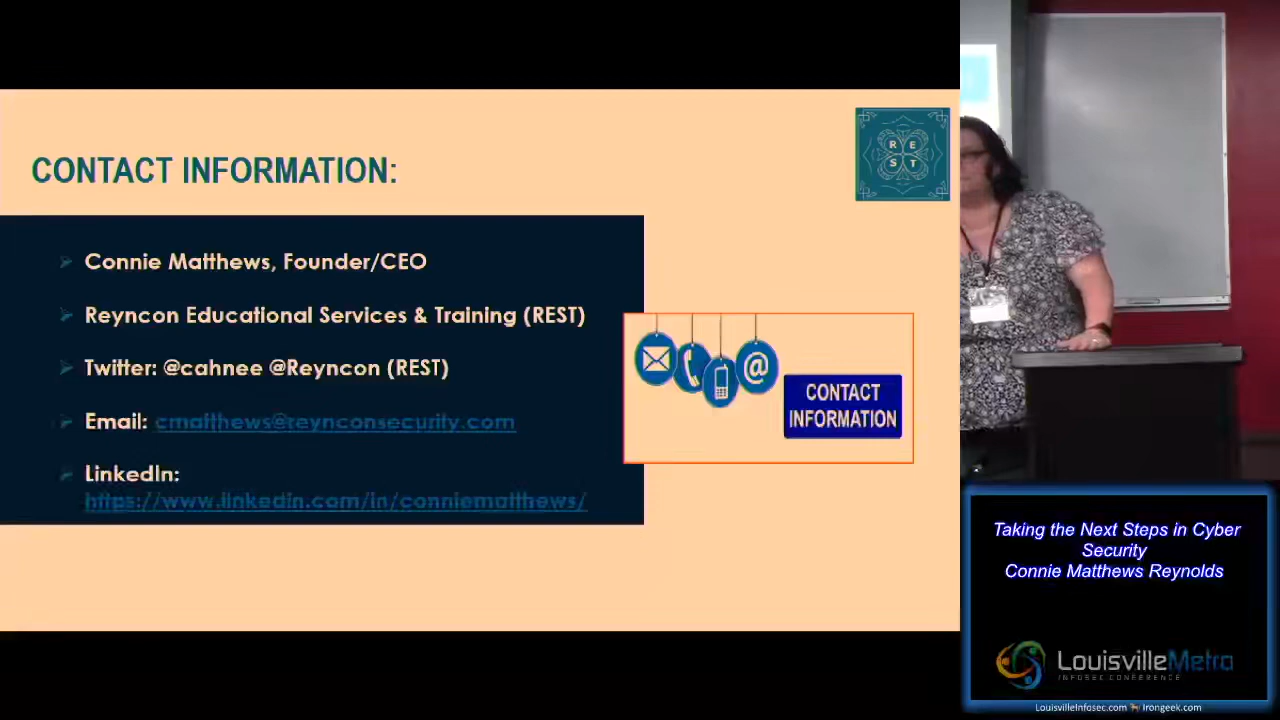 CONTACT INFORMATION:
R E
S T
Connie Matthews, Founder/CEO
Reyncon Educational Services & Training (REST)
Twitter: @cahnee @Reyncon (REST)
Email: cmatthews@reynconsecurity.com
LinkedIn:
https://www.linkedin.com/in/conniematthews/
@
CONTACT
INFORMATION
Taking the Next Steps in Cyber
Security
Connie Matthews Reynolds
LouisvilleMetro
INFOSEC CONFERENCE
LouisvilleInfosec.com Irongeek.com